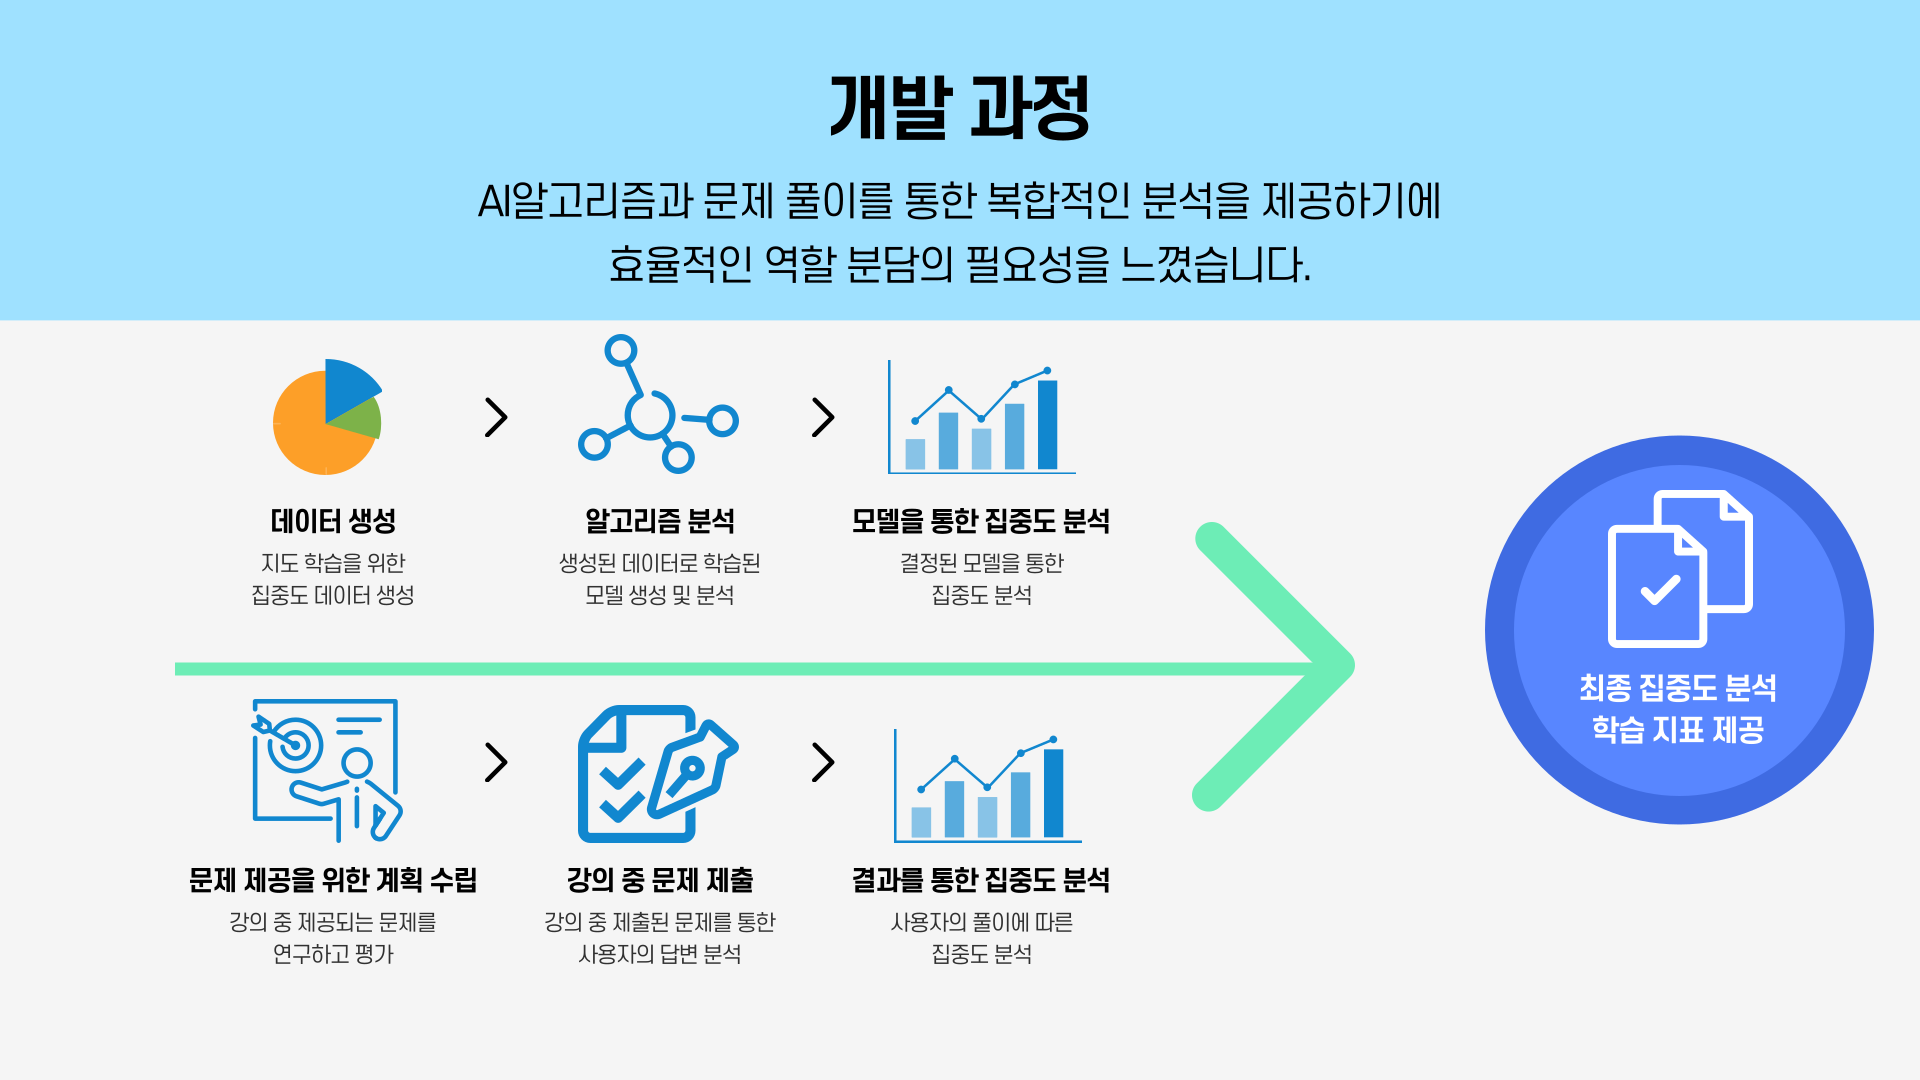 개발 과정
AI알고리즘과 문제 풀이를 통한 복합적인 분석을 제공하기에
효율적인 역할 분담의 필요성을 느꼈습니다.
데이터 생성
지도 학습을 위한
집중도 데이터 생성
알고리즘 분석
생성된 데이터로 학습된
모델 생성 및 분석
모델을 통한 집중도 분석
결정된 모델을 통한
집중도 분석
문제 제공을 위한 계획 수립
강의 중 제공되는 문제를
연구하고 평가
강의 중 문제 제출
강의 중 제출된 문제를 통한
사용자의 답변 분석
결과를 통한 집중도 분석
사용자의 풀이에 따른
집중도 분석
최종 집중도 분석
학습 지표 제공